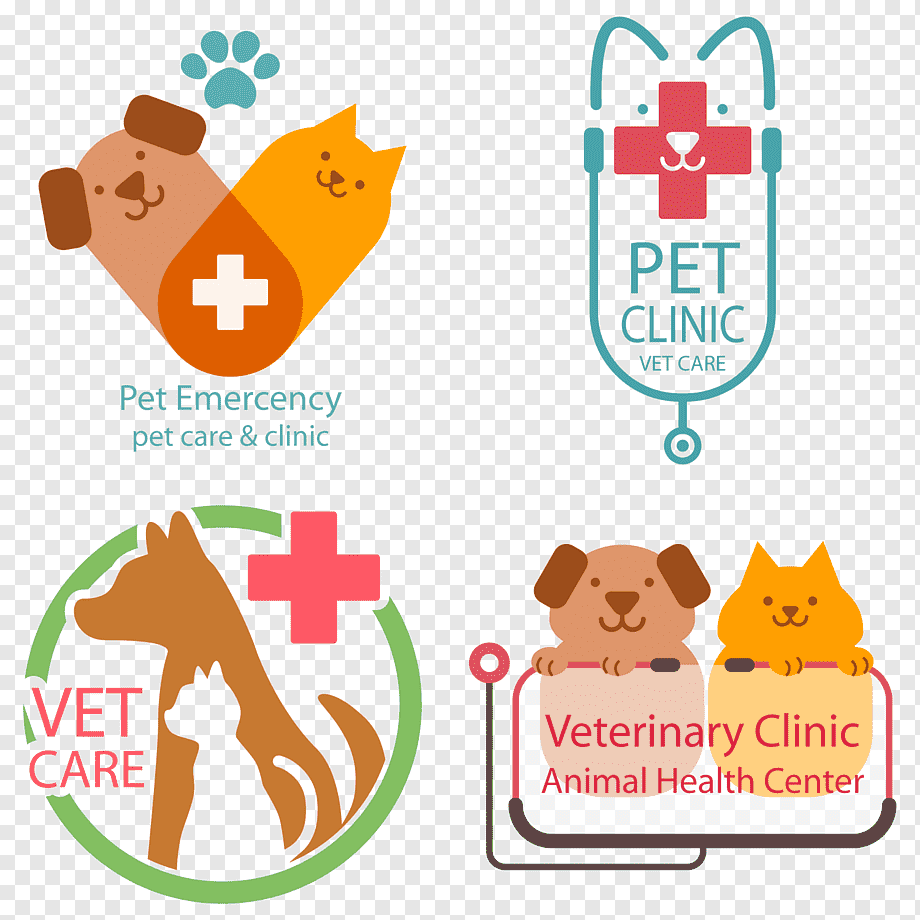 Pet Emercency
pet care & clinic
PET
CLINIC
VET CARE
VET
CARE
Veterinary Clinic
Animal Health Center